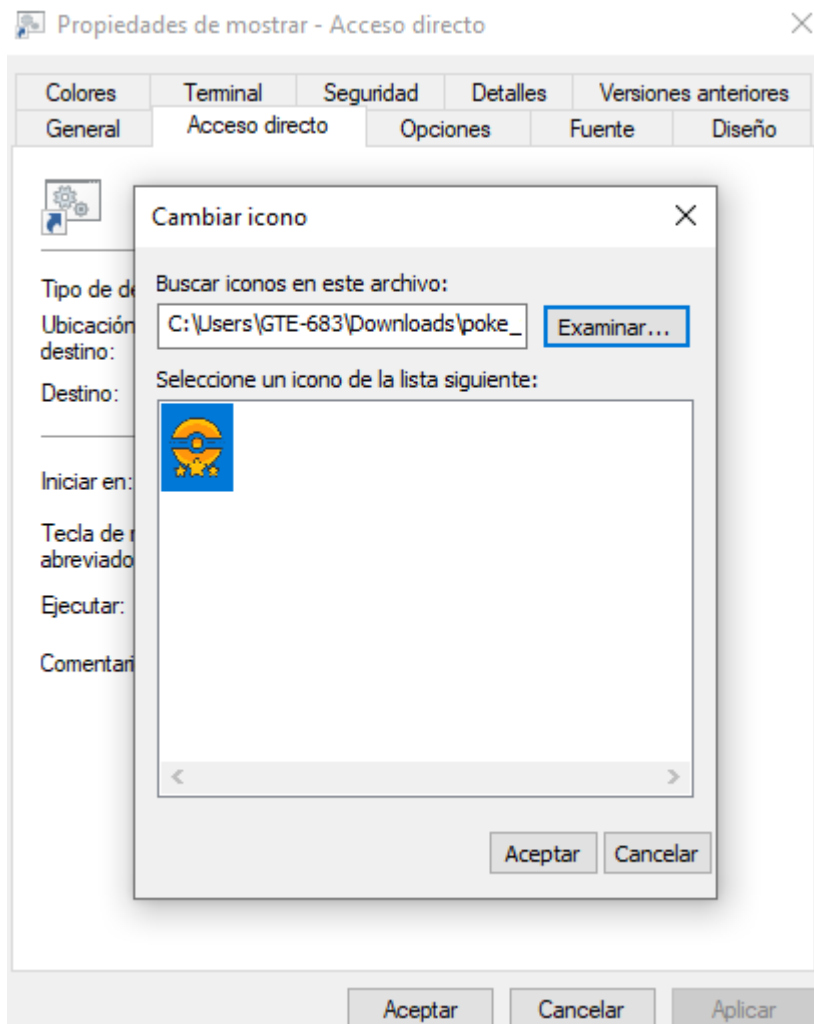 Propiedades de mostrar - Acceso directo
Colores Terminal Seguridad Detalles Versiones anteriores
General Acceso directo Opciones Fuente Diseño
Cambiar icono
Buscar iconos en este archivo:
C:\Users\GTE-683\Downloads\poke_
Examinar...
Seleccione un icono de la lista siguiente:
Tipo de de
Ubicación
destino:
Destino:
Iniciar en:
Tecla de
abreviado
Ejecutar:
Comentari
Aceptar Cancelar
Aceptar Cancelar Aplicar